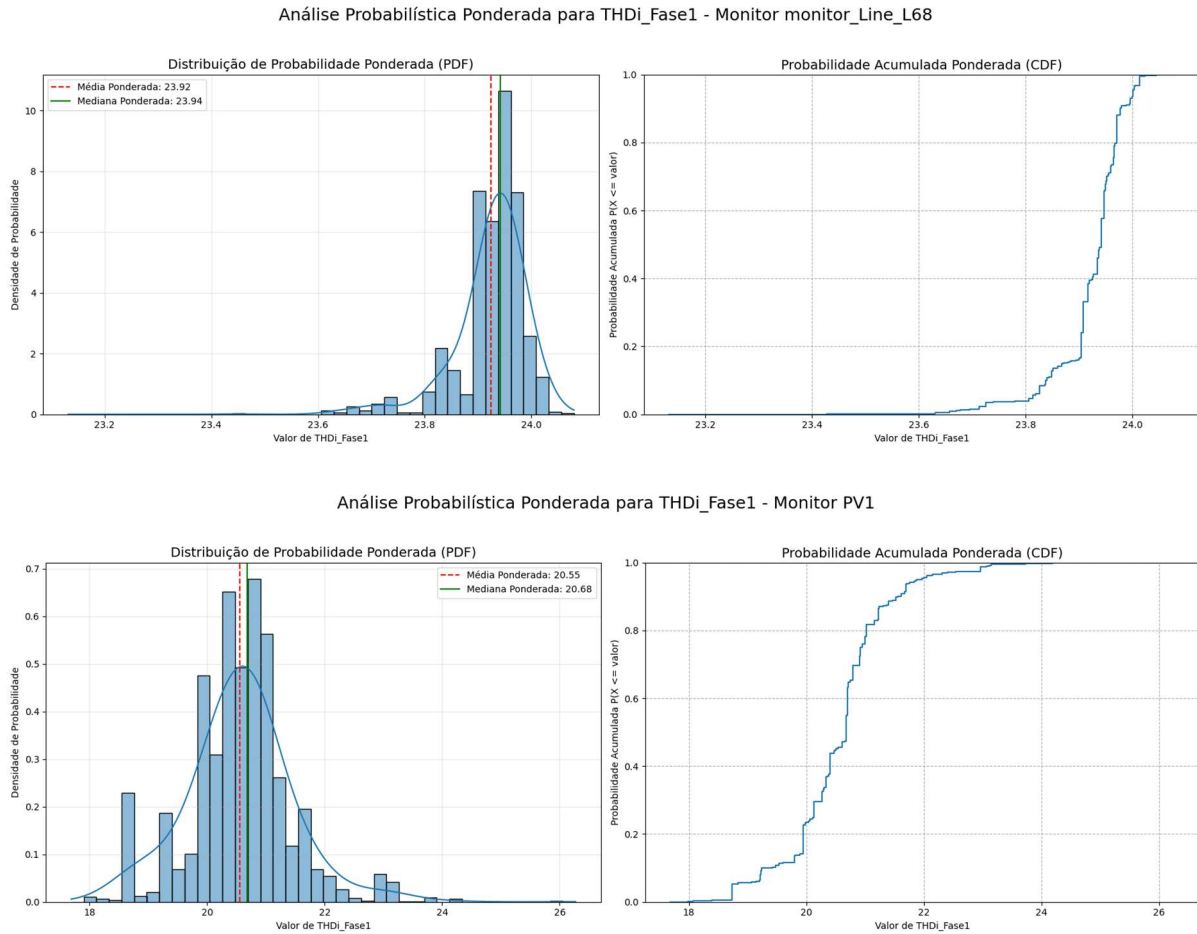 Análise Probabilística Ponderada para THDi_Fase1 - Monitor monitor_Line_L68
Distribuição de Probabilidade Ponderada (PDF)
Média Ponderada: 23.92
Mediana Ponderada: 23.94
Densidade de Probabilidade
10
8
6
4
2
0
23.2
23.4
23.6
23.8
24.0
Valor de THDi_Fase1
Probabilidade Acumulada Ponderada (CDF)
Probabilidade Acumulada P(X <= valor)
1.0
0.8
0.6
0.4
0.2
0.0
23.2
23.4
23.6
23.8
24.0
Valor de THDi_Fase1
Análise Probabilística Ponderada para THDi_Fase1 - Monitor PV1
Distribuição de Probabilidade Ponderada (PDF)
Média Ponderada: 20.55
Mediana Ponderada: 20.68
Densidade de Probabilidade
0.7
0.6
0.5
0.4
0.3
0.2
0.1
0.0
18
20
22
24
26
Valor de THDi_Fase1
Probabilidade Acumulada Ponderada (CDF)
Probabilidade Acumulada P(X <= valor)
1.0
0.8
0.6
0.4
0.2
0.0
18
20
22
24
26
Valor de THDi_Fase1